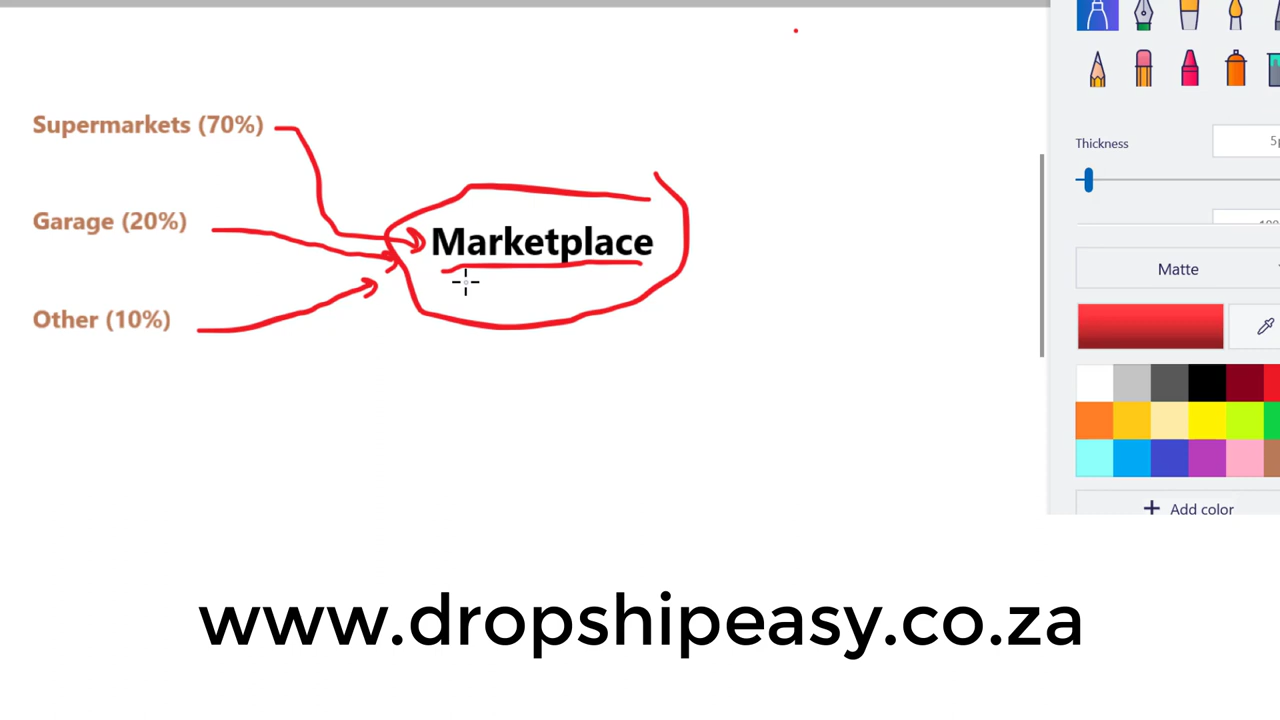 Supermarkets (70%)
Garage (20%)
Other (10%)
Marketplace
Thickness
Matte
Add color
www.dropshipeasy.co.za